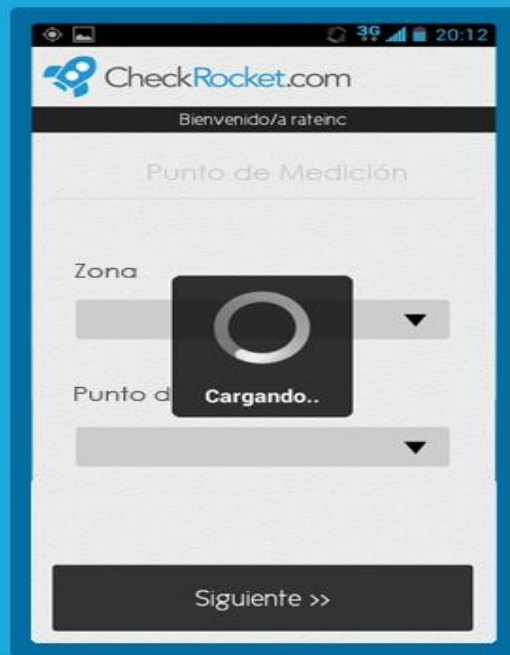 3G 20:12
CheckRocket.com
Bienvenido/a rateinc
Punto de Medición
Zona
Punto d
Cargando..
Siguiente >>